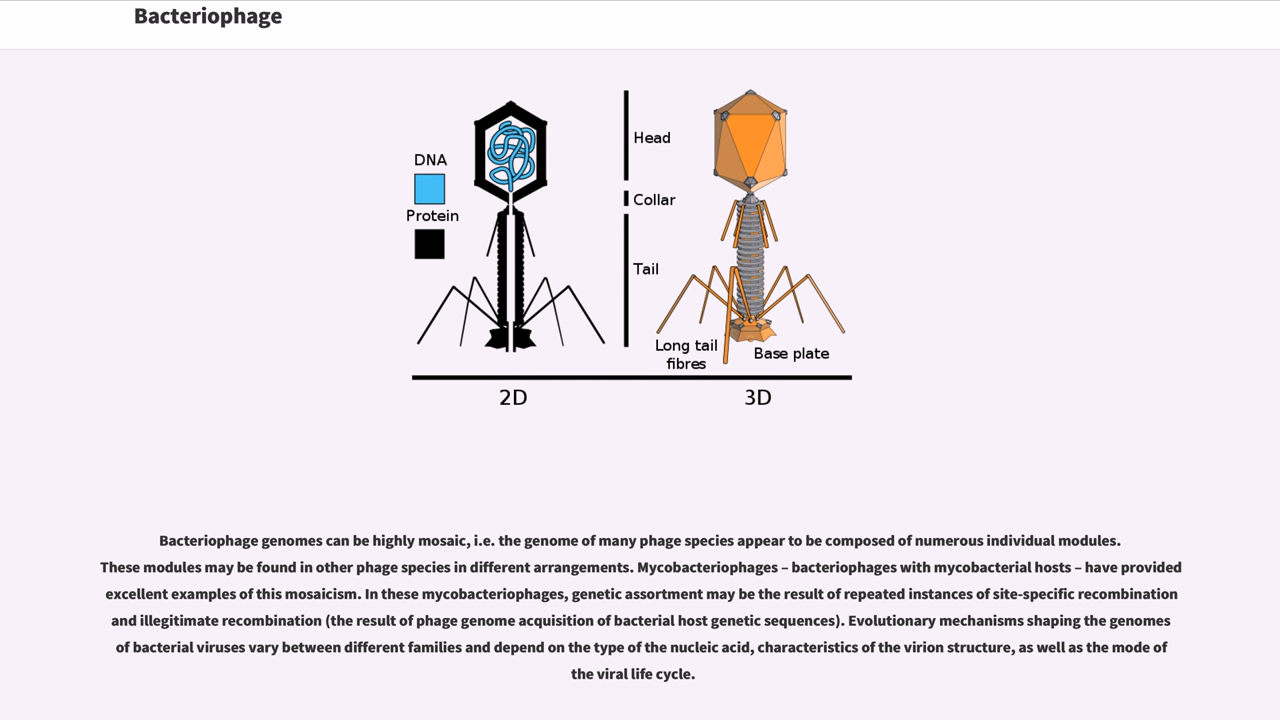 Bacteriophage
DNA
Protein
Head
Collar
Tail
Long tail
fibres
Base plate
2D
3D
Bacteriophage genomes can be highly mosaic, i.e. the genome of many phage species appear to be composed of numerous individual modules.
These modules may be found in other phage species in different arrangements. Mycobacteriophages – bacteriophages with mycobacterial hosts – have provided
excellent examples of this mosaicism. In these mycobacteriophages, genetic assortment may be the result of repeated instances of site-specific recombination
and illegitimate recombination (the result of phage genome acquisition of bacterial host genetic sequences). Evolutionary mechanisms shaping the genomes
of bacterial viruses vary between different families and depend on the type of the nucleic acid, characteristics of the virion structure, as well as the mode of
the viral life cycle.